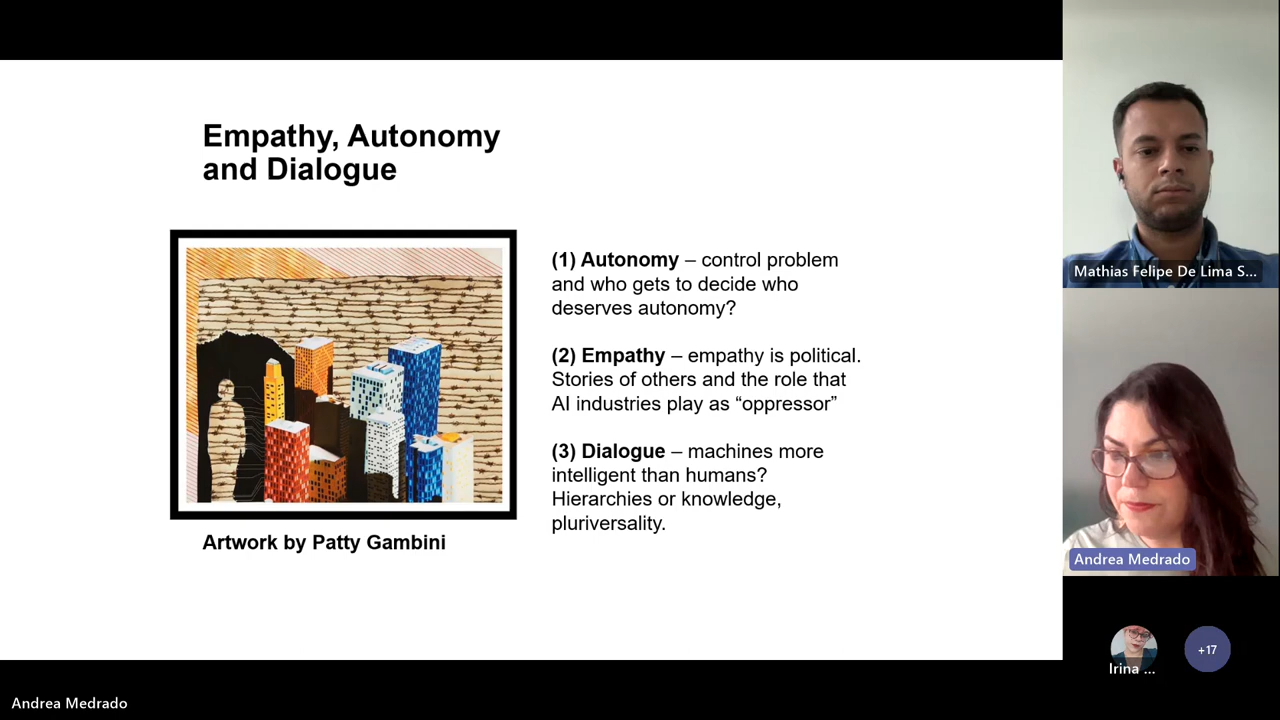 Empathy, Autonomy
and Dialogue
(1) Autonomy – control problem
and who gets to decide who
deserves autonomy?
(2) Empathy – empathy is political.
Stories of others and the role that
AI industries play as “oppressor”
(3) Dialogue – machines more
intelligent than humans?
Hierarchies or knowledge,
pluriversality.
Artwork by Patty Gambini
Mathias Felipe De Lima S...
Andrea Medrado
Irina ...
+17
Andrea Medrado